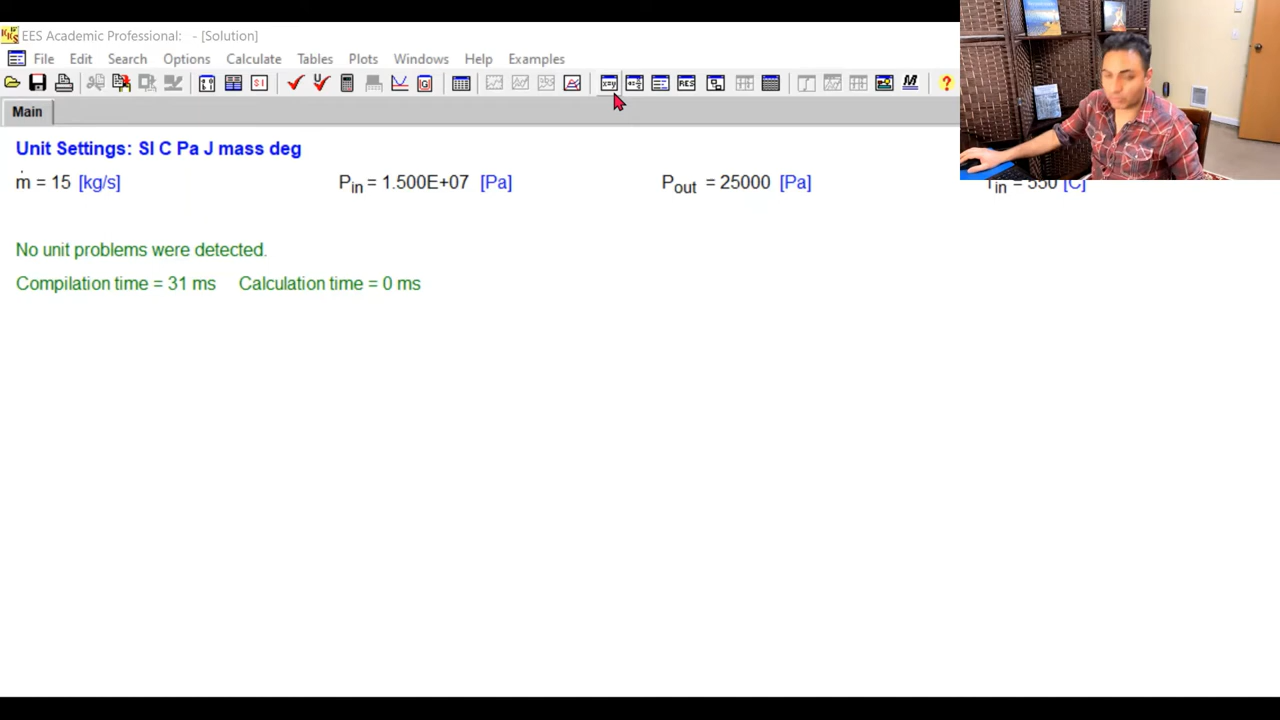 EES Academic Professional: - [Solution]
File Edit Search Options Calculate Tables Plots Windows Help Examples
Main
Unit Settings: SI C Pa J mass deg
ṁ = 15 [kg/s] Pin = 1.500E+07 [Pa] Pout = 25000 [Pa] Tin = 550 [C]
No unit problems were detected.
Compilation time = 31 ms Calculation time = 0 ms